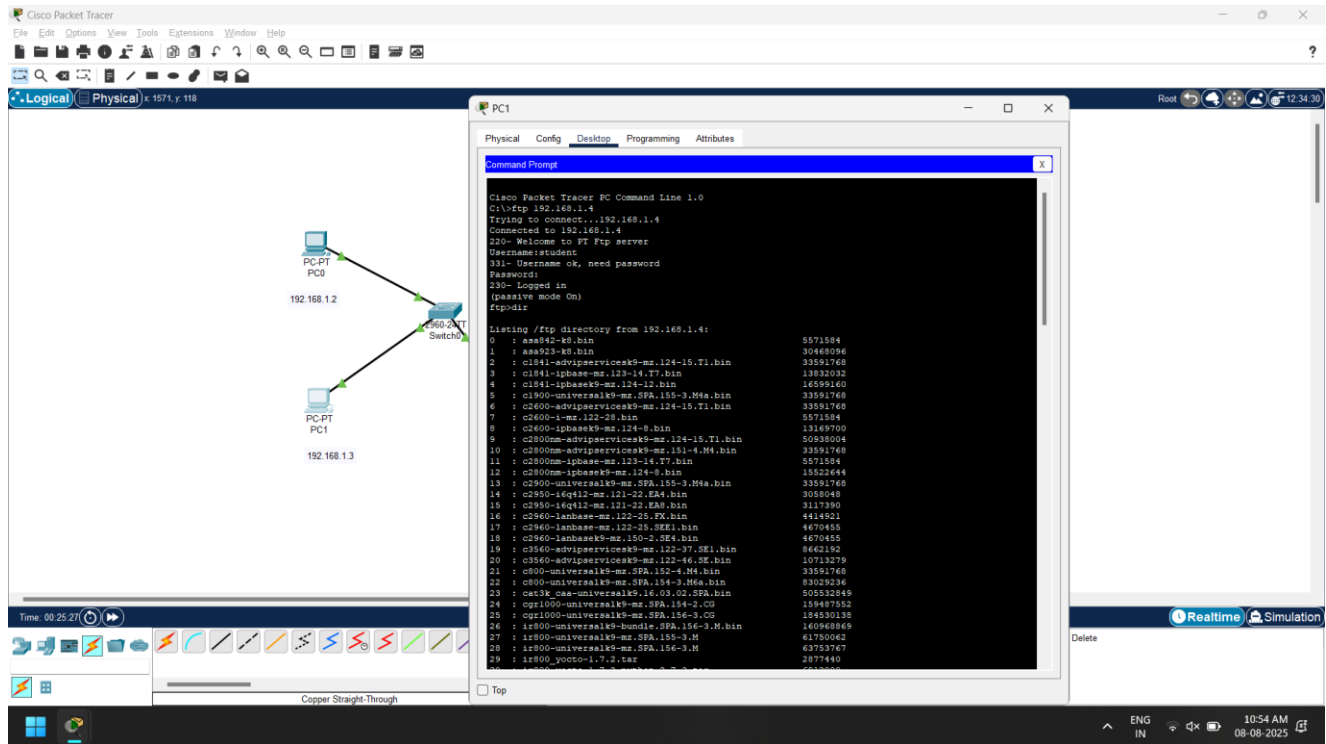 Cisco Packet Tracer
File Edit Options View Tools Extensions Window Help
?
Logical Physical x: 1571, y: 118
Root 12:34:30
PC-PT
PC0
192.168.1.2
2960-24TT
Switch0
PC-PT
PC1
192.168.1.3
PC1
Physical Config Desktop Programming Attributes
Command Prompt X
Cisco Packet Tracer PC Command Line 1.0
C:\>ftp 192.168.1.4
Trying to connect...192.168.1.4
Connected to 192.168.1.4
220- Welcome to PT Ftp server
Username:student
331- Username ok, need password
Password:
230- Logged in
(passive mode On)
ftp>dir
Listing /ftp directory from 192.168.1.4:
0 : asa842-k8.bin 5571584
1 : asa923-k8.bin 30468096
2 : c1841-advipservicesk9-mz.124-15.T1.bin 33591768
3 : c1841-ipbase-mz.123-14.T7.bin 13832032
4 : c1841-ipbasek9-mz.124-12.bin 16599160
5 : c1900-universalk9-mz.SPA.155-3.M4a.bin 33591768
6 : c2600-advipservicesk9-mz.124-15.T1.bin 33591768
7 : c2600-i-mz.122-28.bin 5571584
8 : c2600-ipbasek9-mz.124-8.bin 13169700
9 : c2800nm-advipservicesk9-mz.124-15.T1.bin 50938004
10 : c2800nm-advipservicesk9-mz.151-4.M4.bin 33591768
11 : c2800nm-ipbase-mz.123-14.T7.bin 5571584
12 : c2800nm-ipbasek9-mz.124-8.bin 15522644
13 : c2900-universalk9-mz.SPA.155-3.M4a.bin 33591768
14 : c2950-i6q4l2-mz.121-22.EA4.bin 3058048
15 : c2950-i6q4l2-mz.121-22.EA8.bin 3117390
16 : c2960-lanbase-mz.122-25.FX.bin 4414921
17 : c2960-lanbase-mz.122-25.SEE1.bin 4670455
18 : c2960-lanbasek9-mz.150-2.SE4.bin 4670455
19 : c3560-advipservicesk9-mz.122-37.SE1.bin 8662192
20 : c3560-advipservicesk9-mz.122-46.SE.bin 10713279
21 : c800-universalk9-mz.SPA.152-4.M4.bin 33591768
22 : c800-universalk9-mz.SPA.154-3.M6a.bin 83029236
23 : cat3k_caa-universalk9.16.03.02.SPA.bin 505532849
24 : cgr1000-universalk9-mz.SPA.154-2.CG 159487552
25 : cgr1000-universalk9-mz.SPA.156-3.CG 184530138
26 : ir800-universalk9-bundle.SPA.156-3.M.bin 160968869
27 : ir800-universalk9-mz.SPA.155-3.M 61750062
28 : ir800-universalk9-mz.SPA.156-3.M 63753767
29 : ir800_yocto-1.7.2.tar 2877440
Top
Time: 00:25:27
Realtime Simulation
Delete
Copper Straight-Through
ENG
IN
10:54 AM
08-08-2025